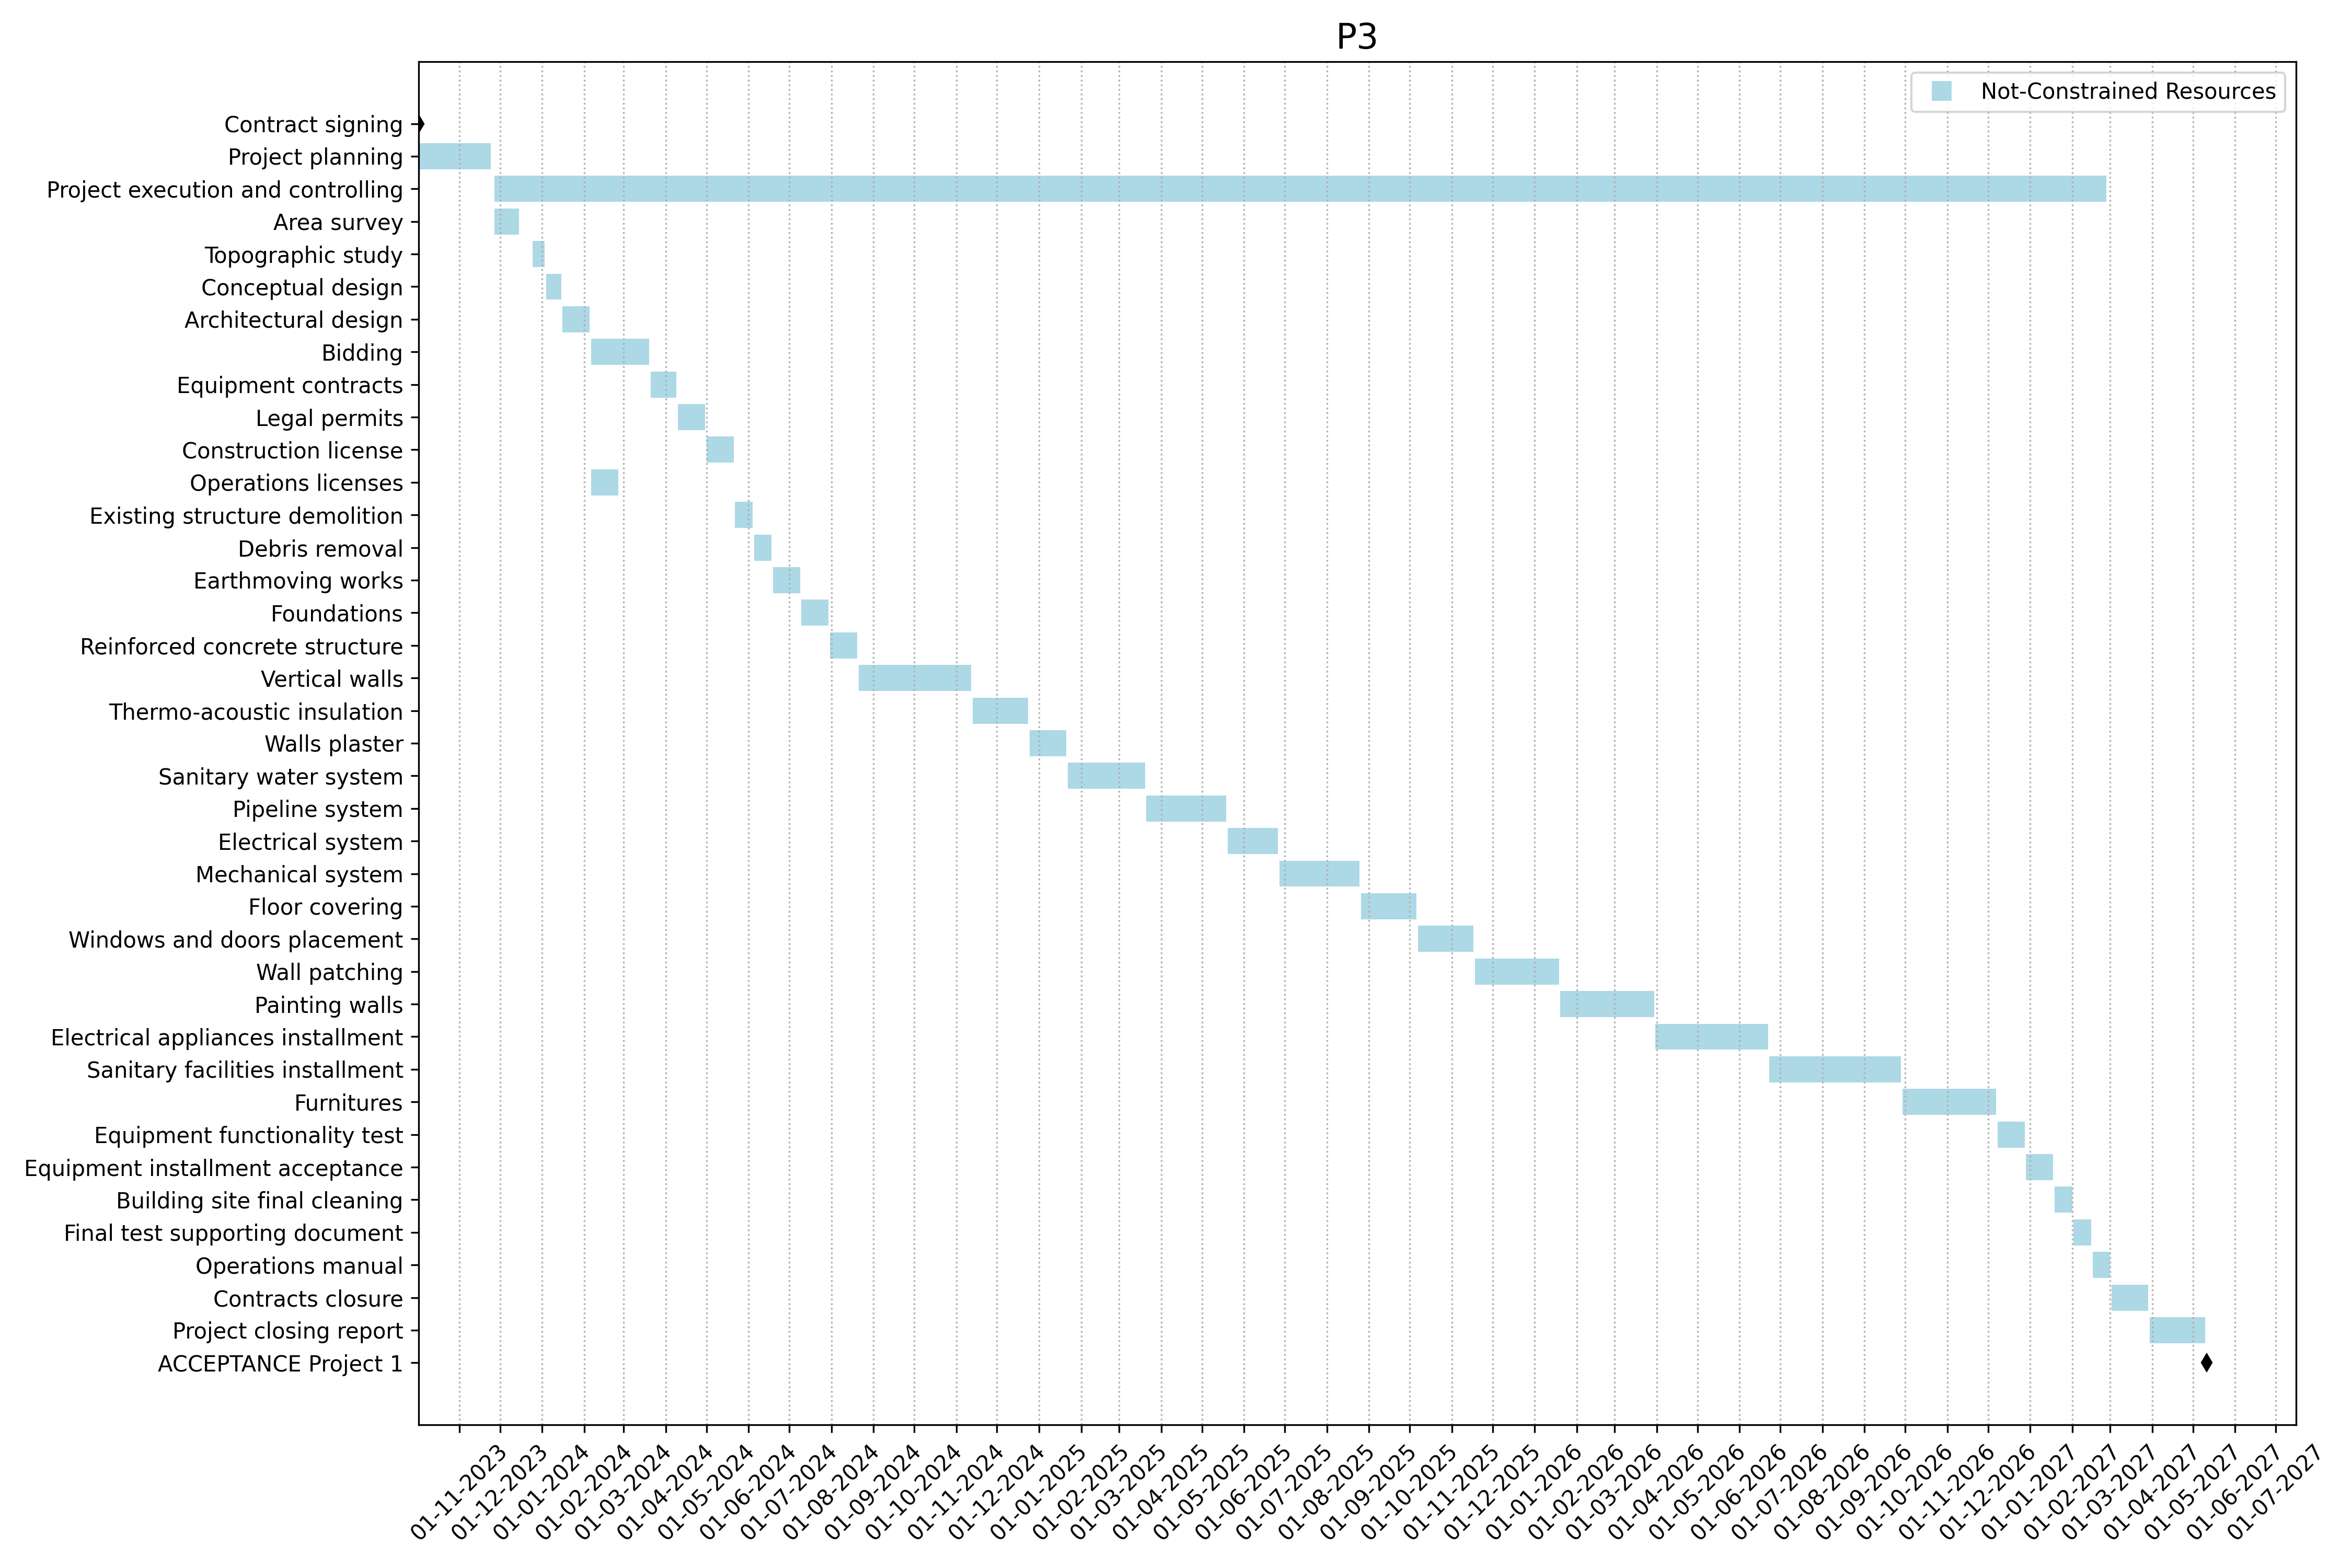 P3
Not-Constrained Resources
Contract signing
Project planning
Project execution and controlling
Area survey
Topographic study
Conceptual design
Architectural design
Bidding
Equipment contracts
Legal permits
Construction license
Operations licenses
Existing structure demolition
Debris removal
Earthmoving works
Foundations
Reinforced concrete structure
Vertical walls
Thermo-acoustic insulation
Walls plaster
Sanitary water system
Pipeline system
Electrical system
Mechanical system
Floor covering
Windows and doors placement
Wall patching
Painting walls
Electrical appliances installment
Sanitary facilities installment
Furnitures
Equipment functionality test
Equipment installment acceptance
Building site final cleaning
Final test supporting document
Operations manual
Contracts closure
Project closing report
ACCEPTANCE Project 1
01-11-2023
01-12-2023
01-01-2024
01-02-2024
01-03-2024
01-04-2024
01-05-2024
01-06-2024
01-07-2024
01-08-2024
01-09-2024
01-10-2024
01-11-2024
01-12-2024
01-01-2025
01-02-2025
01-03-2025
01-04-2025
01-05-2025
01-06-2025
01-07-2025
01-08-2025
01-09-2025
01-10-2025
01-11-2025
01-12-2025
01-01-2026
01-02-2026
01-03-2026
01-04-2026
01-05-2026
01-06-2026
01-07-2026
01-08-2026
01-09-2026
01-10-2026
01-11-2026
01-12-2026
01-01-2027
01-02-2027
01-03-2027
01-04-2027
01-05-2027
01-06-2027
01-07-2027